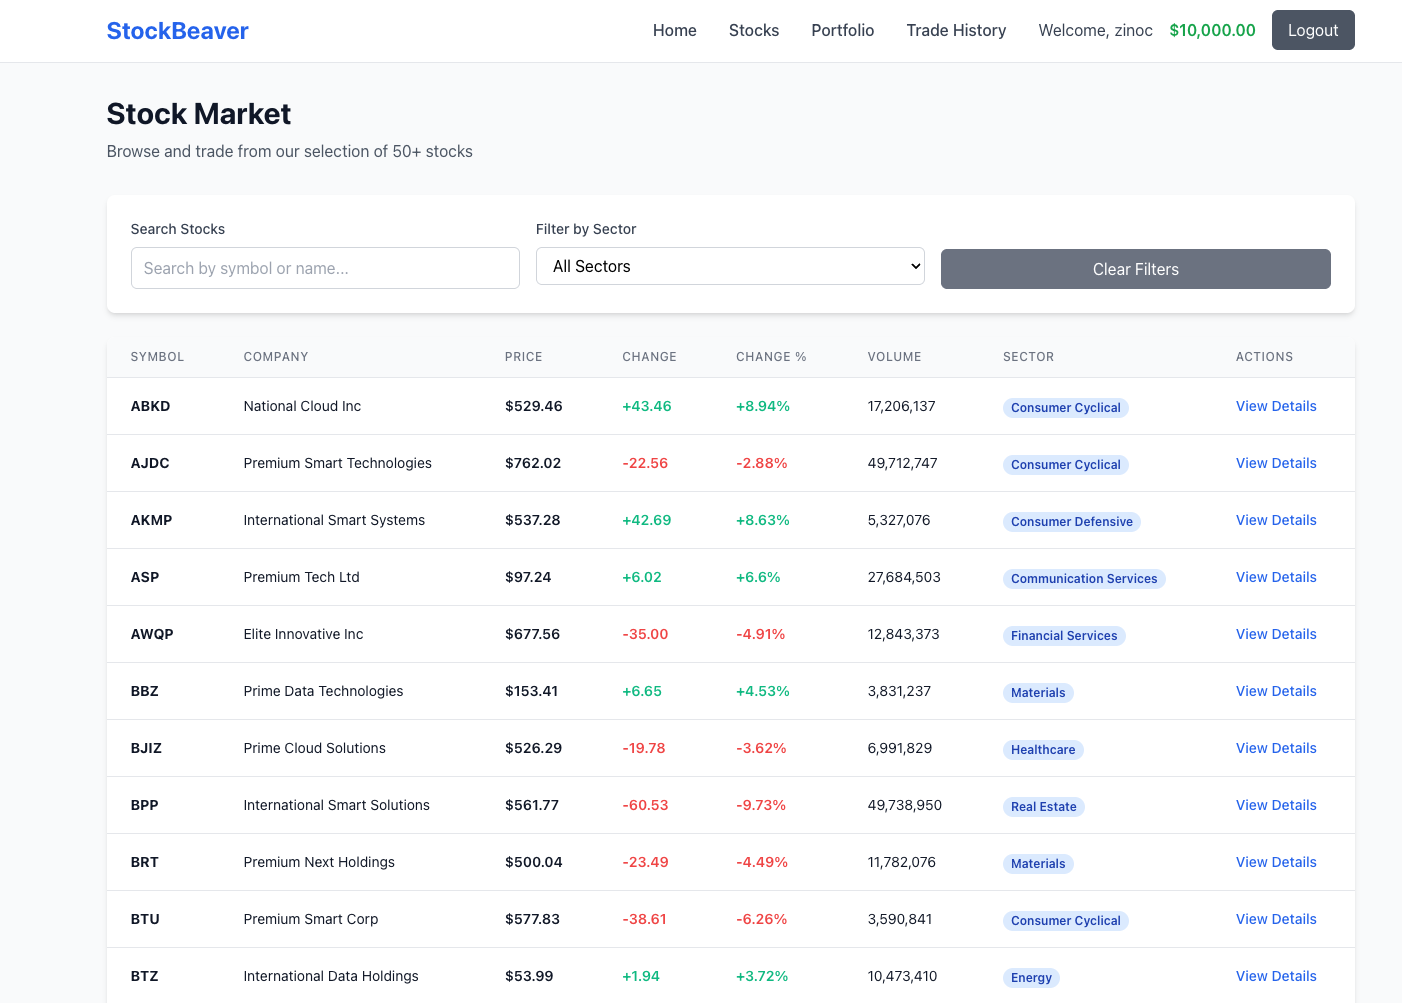 StockBeaver Home Stocks Portfolio Trade History Welcome, zinoc $10,000.00 Logout
Stock Market
Browse and trade from our selection of 50+ stocks
Search Stocks Filter by Sector
Search by symbol or name... All Sectors Clear Filters
SYMBOL COMPANY PRICE CHANGE CHANGE % VOLUME SECTOR ACTIONS
ABKD National Cloud Inc $529.46 +43.46 +8.94% 17,206,137 Consumer Cyclical View Details
AJDC Premium Smart Technologies $762.02 -22.56 -2.88% 49,712,747 Consumer Cyclical View Details
AKMP International Smart Systems $537.28 +42.69 +8.63% 5,327,076 Consumer Defensive View Details
ASP Premium Tech Ltd $97.24 +6.02 +6.6% 27,684,503 Communication Services View Details
AWQP Elite Innovative Inc $677.56 -35.00 -4.91% 12,843,373 Financial Services View Details
BBZ Prime Data Technologies $153.41 +6.65 +4.53% 3,831,237 Materials View Details
BJIZ Prime Cloud Solutions $526.29 -19.78 -3.62% 6,991,829 Healthcare View Details
BPP International Smart Solutions $561.77 -60.53 -9.73% 49,738,950 Real Estate View Details
BRT Premium Next Holdings $500.04 -23.49 -4.49% 11,782,076 Materials View Details
BTU Premium Smart Corp $577.83 -38.61 -6.26% 3,590,841 Consumer Cyclical View Details
BTZ International Data Holdings $53.99 +1.94 +3.72% 10,473,410 Energy View Details